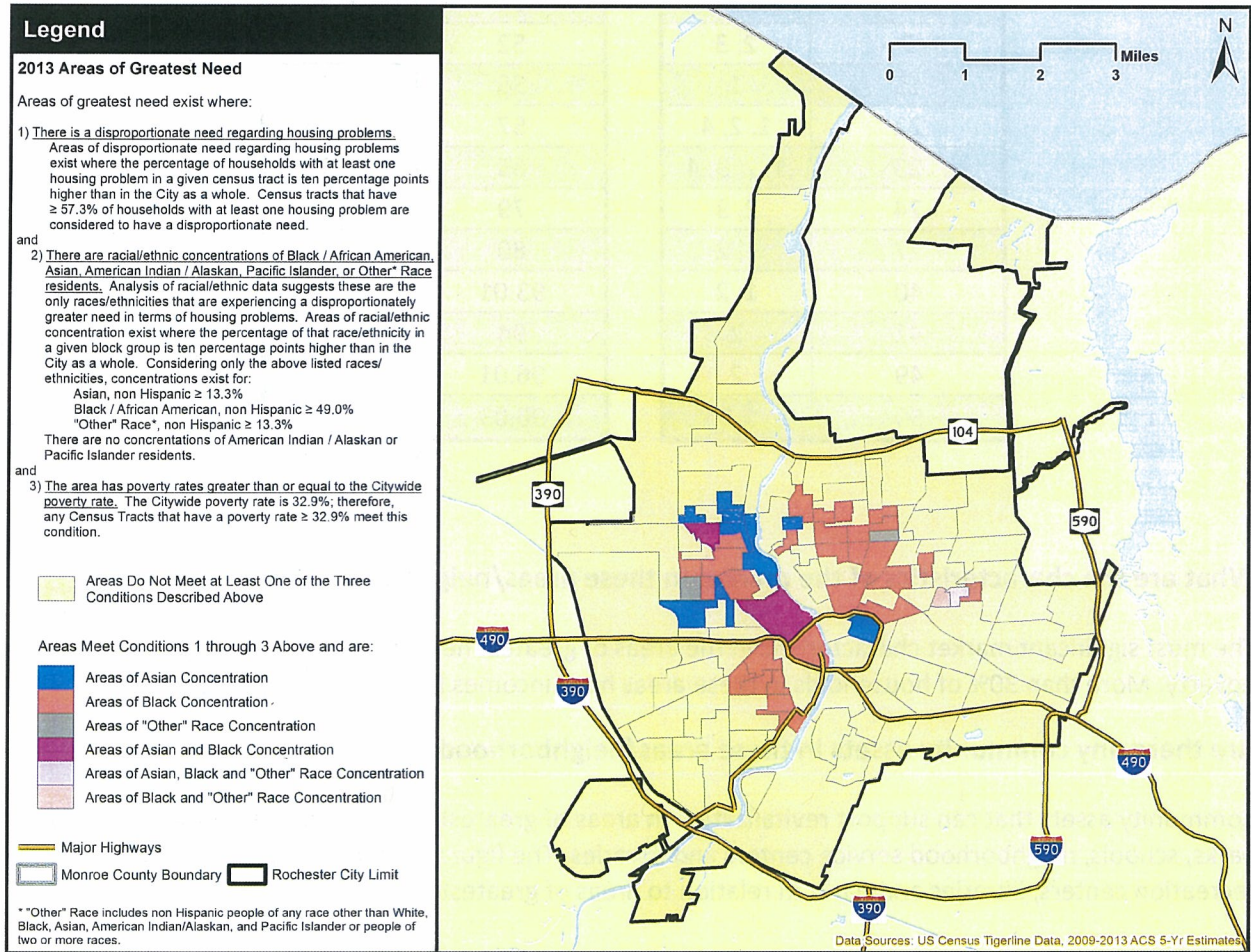 Legend
2013 Areas of Greatest Need
Areas of greatest need exist where:
1) There is a disproportionate need regarding housing problems.
Areas of disproportionate need regarding housing problems
exist where the percentage of households with at least one
housing problem in a given census tract is ten percentage points
higher than in the City as a whole. Census tracts that have
≥ 57.3% of households with at least one housing problem are
considered to have a disproportionate need.
and
2) There are racial/ethnic concentrations of Black / African American,
Asian, American Indian / Alaskan, Pacific Islander, or Other* Race
residents. Analysis of racial/ethnic data suggests these are the
only races/ethnicities that are experiencing a disproportionately
greater need in terms of housing problems. Areas of racial/ethnic
concentration exist where the percentage of that race/ethnicity in
a given block group is ten percentage points higher than in the
City as a whole. Considering only the above listed races/
ethnicities, concentrations exist for:
Asian, non Hispanic ≥ 13.3%
Black / African American, non Hispanic ≥ 49.0%
"Other" Race*, non Hispanic ≥ 13.3%
There are no concrentations of American Indian / Alaskan or
Pacific Islander residents.
and
3) The area has poverty rates greater than or equal to the Citywide
poverty rate. The Citywide poverty rate is 32.9%; therefore,
any Census Tracts that have a poverty rate ≥ 32.9% meet this
condition.
Areas Do Not Meet at Least One of the Three
Conditions Described Above
Areas Meet Conditions 1 through 3 Above and are:
Areas of Asian Concentration
Areas of Black Concentration
Areas of "Other" Race Concentration
Areas of Asian and Black Concentration
Areas of Asian, Black and "Other" Race Concentration
Areas of Black and "Other" Race Concentration
Major Highways
Monroe County Boundary
Rochester City Limit
* "Other" Race includes non Hispanic people of any race other than White,
Black, Asian, American Indian/Alaskan, and Pacific Islander or people of
two or more races.
N
Miles
0 1 2 3
104
390
590
490
390
490
590
390
Data Sources: US Census Tigerline Data, 2009-2013 ACS 5-Yr Estimates